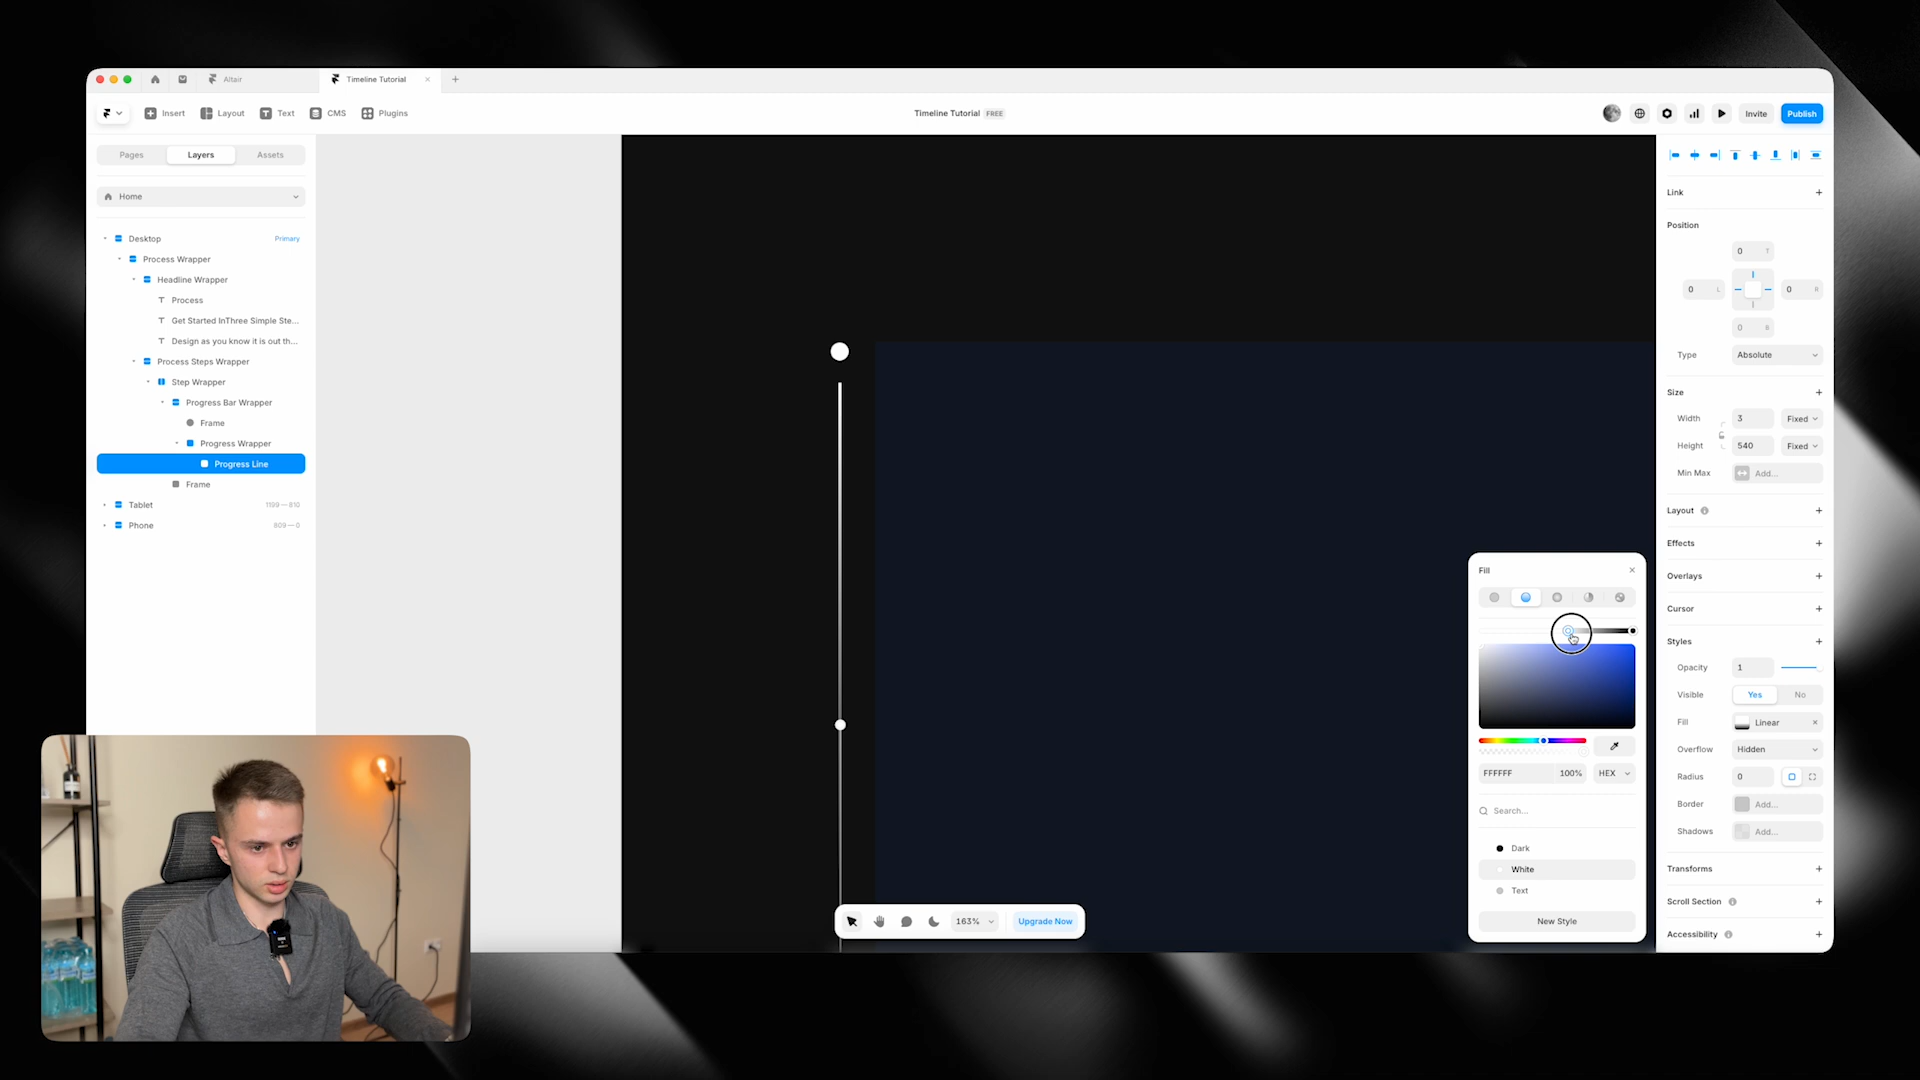 Altair
Timeline Tutorial
Insert
Layout
Text
CMS
Plugins
Timeline Tutorial FREE
Invite
Publish
Pages
Layers
Assets
Home
Desktop
Primary
Process Wrapper
Headline Wrapper
Process
Get Started InThree Simple Ste...
Design as you know it is out th...
Process Steps Wrapper
Step Wrapper
Progress Bar Wrapper
Frame
Progress Wrapper
Progress Line
Frame
Tablet
1199 — 810
Phone
809 — 0
163%
Upgrade Now
Fill
FFFFFF
100%
HEX
Search...
Dark
White
Text
New Style
Link
Position
0 T
0 L
0 R
0 B
Type
Absolute
Size
Width
3
Fixed
Height
540
Fixed
Min Max
Add...
Layout
Effects
Overlays
Cursor
Styles
Opacity
1
Visible
Yes
No
Fill
Linear
Overflow
Hidden
Radius
0
Border
Add...
Shadows
Add...
Transforms
Scroll Section
Accessibility